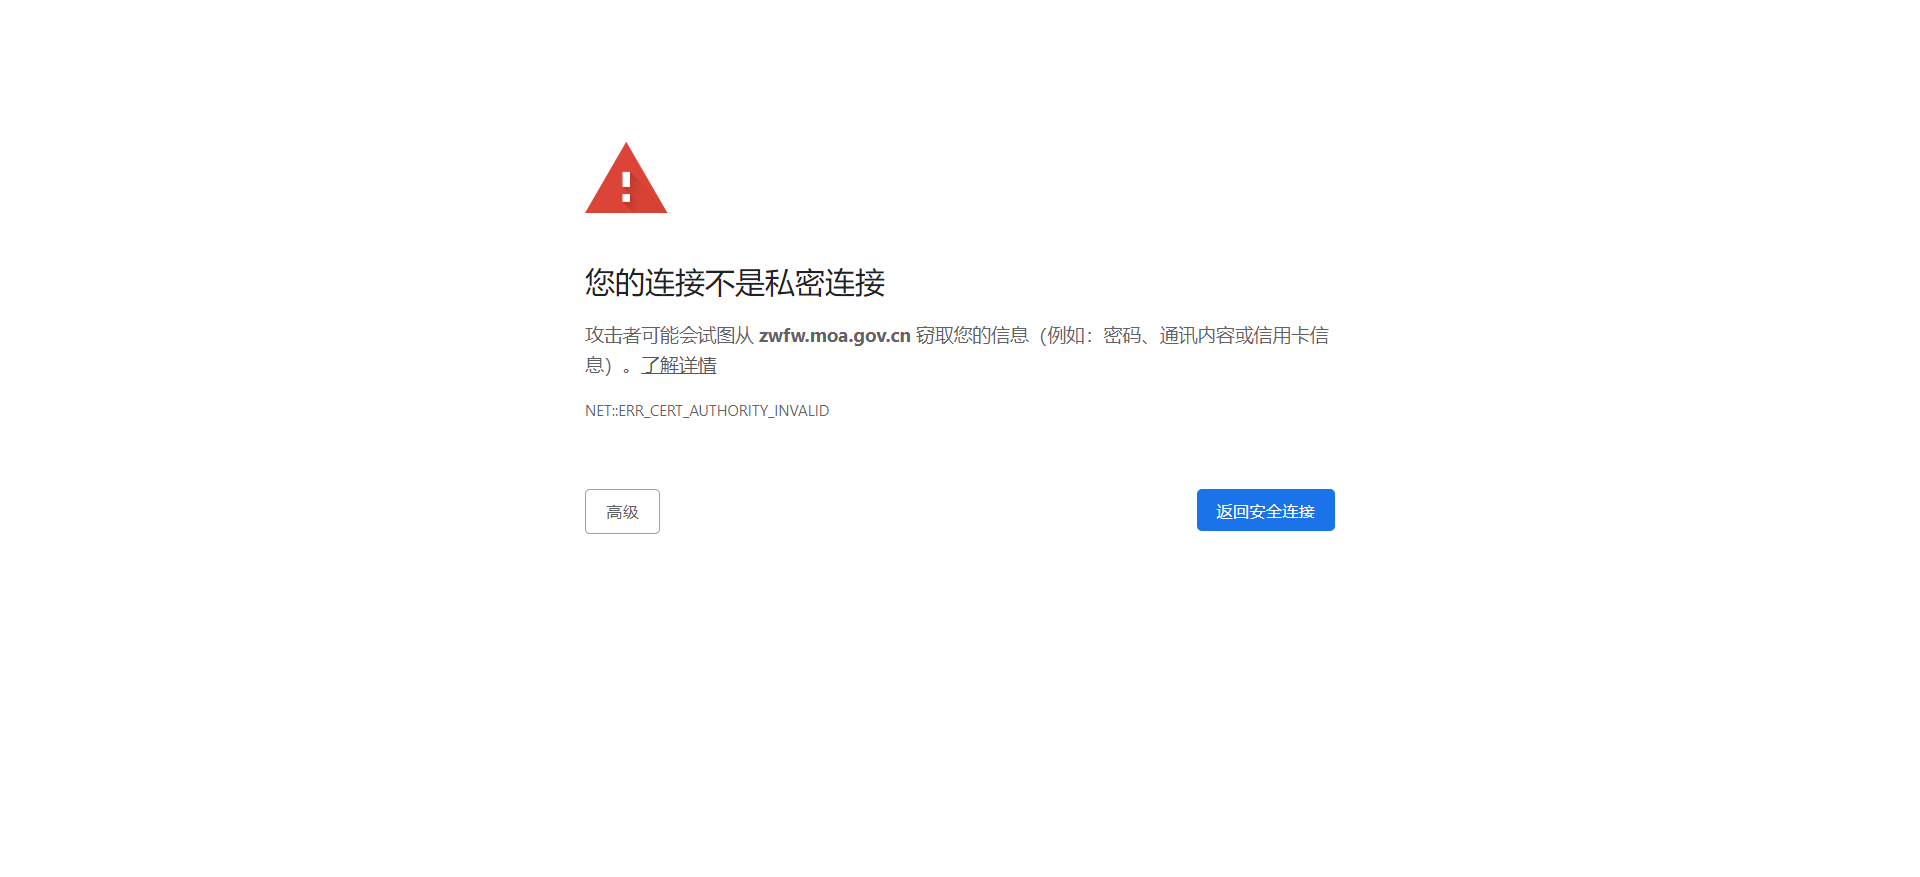 您的连接不是私密连接
攻击者可能会试图从 zwfw.moa.gov.cn 窃取您的信息（例如：密码、通讯内容或信用卡信
息）。了解详情
NET::ERR_CERT_AUTHORITY_INVALID
高级
返回安全连接